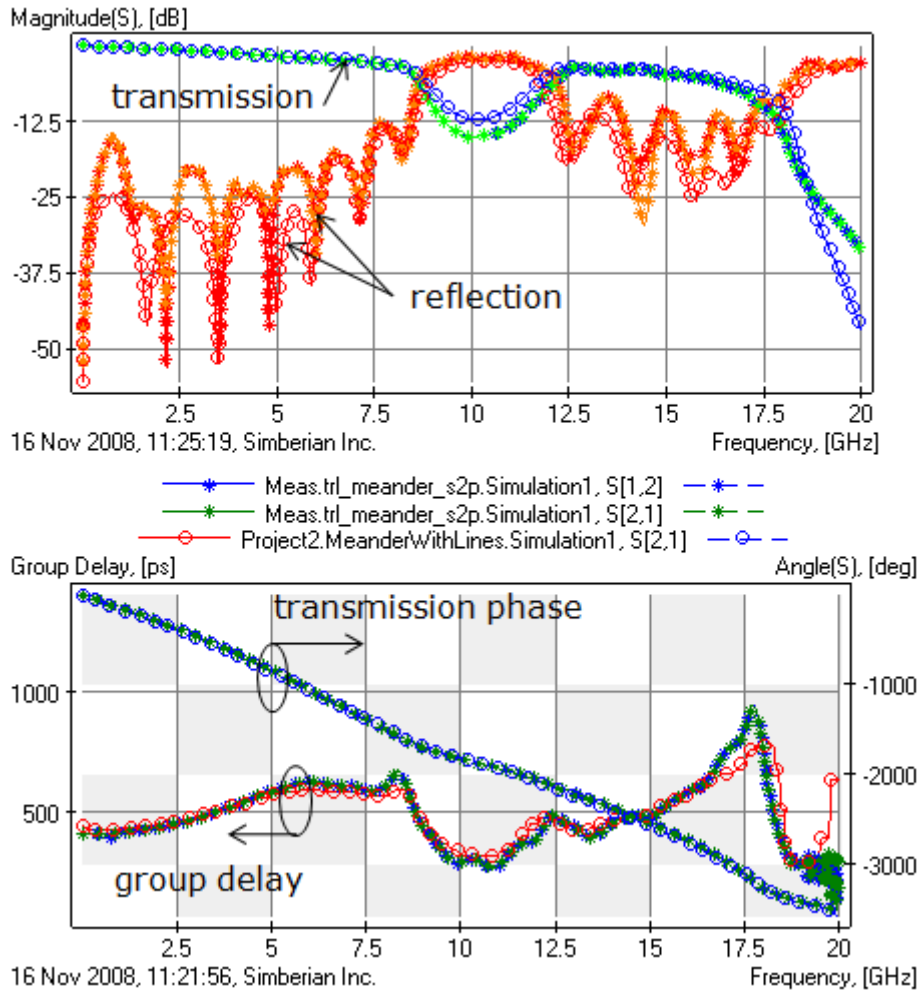 Magnitude(S), [dB]
transmission
-12.5
-25
-37.5
reflection
-50
2.5 5 7.5 10 12.5 15 17.5 20
16 Nov 2008, 11:25:19, Simberian Inc. Frequency, [GHz]
Meas.trl_meander_s2p.Simulation1, S[1,2]
Meas.trl_meander_s2p.Simulation1, S[2,1]
Project2.MeanderWithLines.Simulation1, S[2,1]
Group Delay, [ps] Angle(S), [deg]
transmission phase
1000 -1000
-2000
500
group delay -3000
2.5 5 7.5 10 12.5 15 17.5 20
16 Nov 2008, 11:21:56, Simberian Inc. Frequency, [GHz]